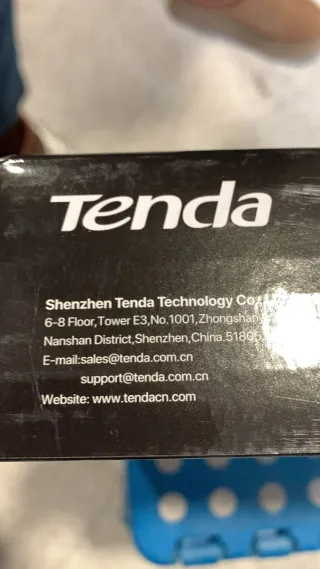 Tenda
Shenzhen Tenda Technology Co.
6-8 Floor,Tower E3,No.1001,Zhongshan
Nanshan District,Shenzhen,China.
E-mail:sales@tenda.com.cn
support@tenda.com.cn
Website: www.tendacn.com